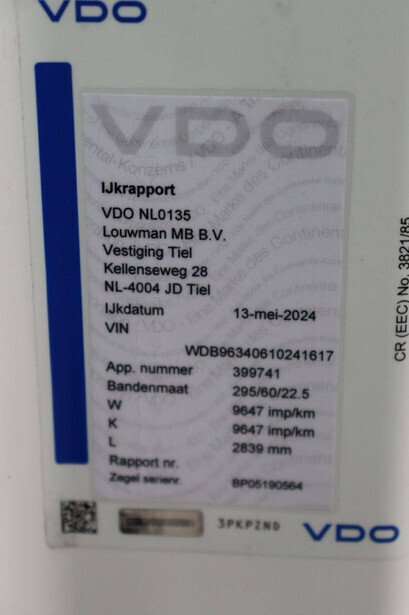 VDO
VDO
IJkrapport
VDO NL0135
Louwman MB B.V.
Vestiging Tiel
Kellenseweg 28
NL-4004 JD Tiel
IJkdatum 13-mei-2024
VIN
WDB96340610241617
App. nummer 399741
Bandenmaat 295/60/22.5
W 9647 imp/km
K 9647 imp/km
L 2839 mm
Rapport nr.
Zegel serienr. BP05190564
3PKPZND
VDO
CR (EEC) No. 3821/85